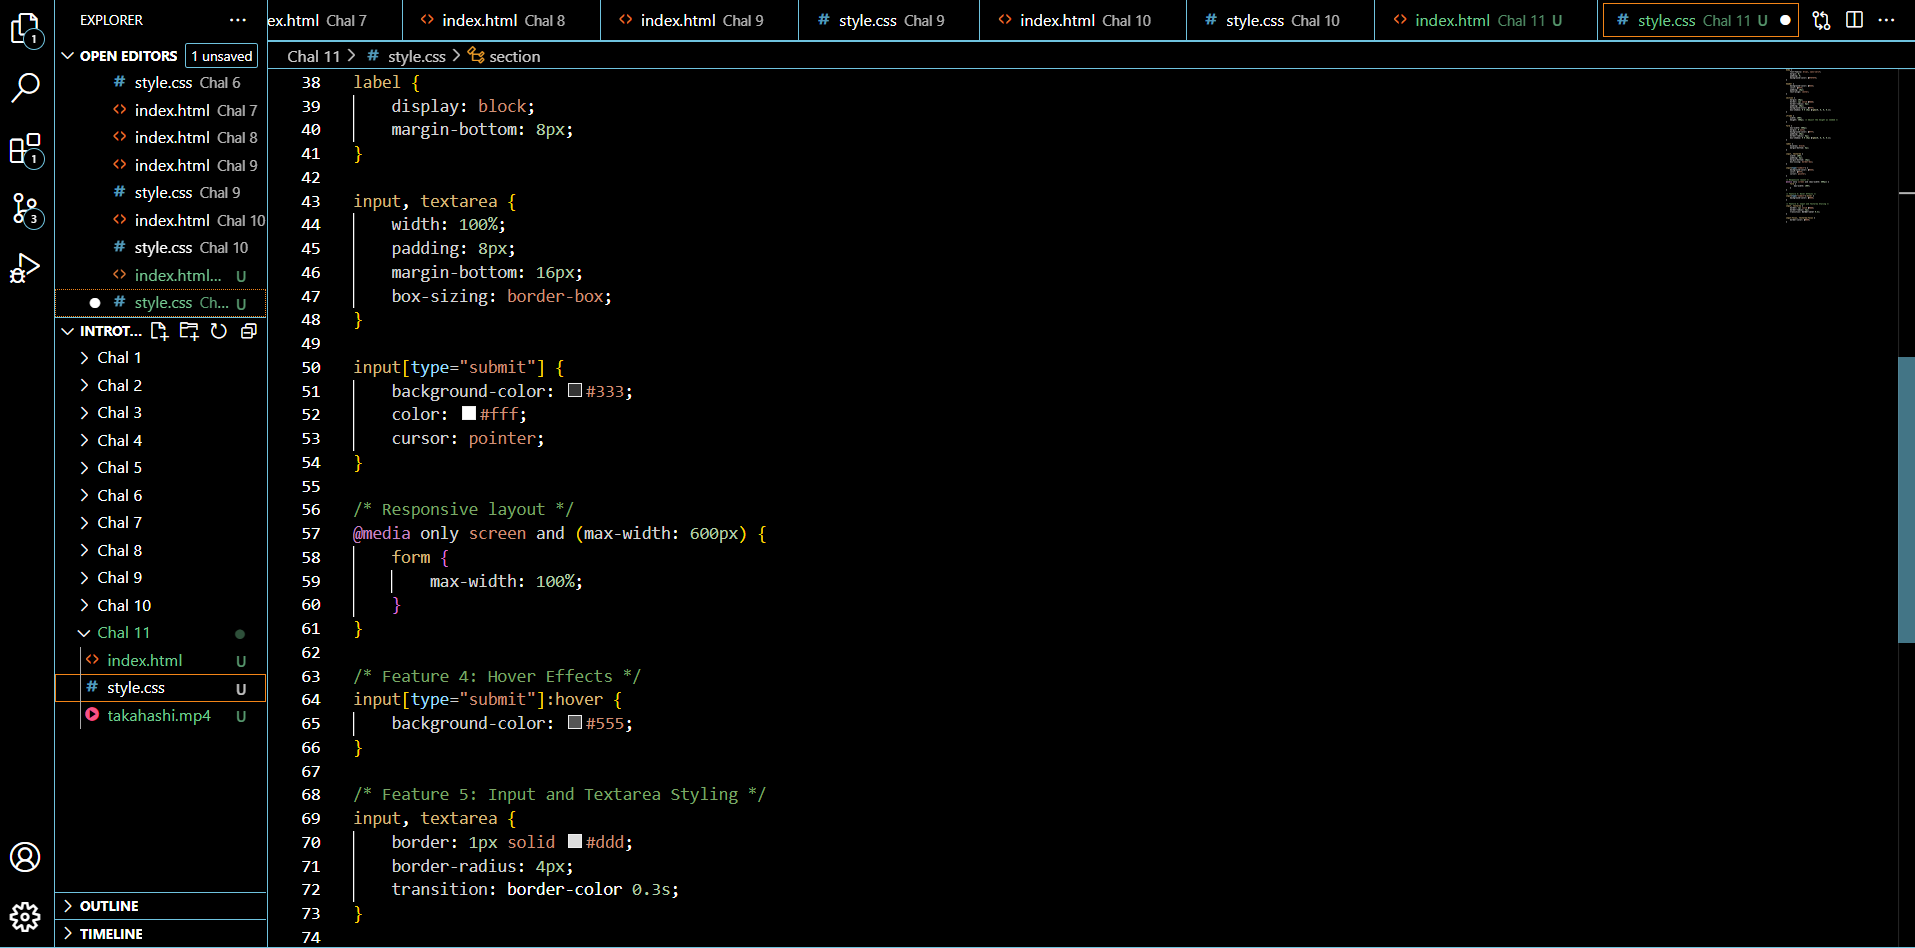 EXPLORER
ex.html Chal 7
index.html Chal 8
index.html Chal 9
style.css Chal 9
index.html Chal 10
style.css Chal 10
index.html Chal 11 U
style.css Chal 11 U
OPEN EDITORS 1 unsaved
Chal 11 > style.css > section
style.css Chal 6
index.html Chal 7
index.html Chal 8
index.html Chal 9
style.css Chal 9
index.html Chal 10
style.css Chal 10
index.html... U
style.css Ch... U
INTROT...
Chal 1
Chal 2
Chal 3
Chal 4
Chal 5
Chal 6
Chal 7
Chal 8
Chal 9
Chal 10
Chal 11
index.html U
style.css U
takahashi.mp4 U
OUTLINE
TIMELINE
1
1
3
38 label {
39 display: block;
40 margin-bottom: 8px;
41 }
42
43 input, textarea {
44 width: 100%;
45 padding: 8px;
46 margin-bottom: 16px;
47 box-sizing: border-box;
48 }
49
50 input[type="submit"] {
51 background-color: #333;
52 color: #fff;
53 cursor: pointer;
54 }
55
56 /* Responsive layout */
57 @media only screen and (max-width: 600px) {
58 form {
59 max-width: 100%;
60 }
61 }
62
63 /* Feature 4: Hover Effects */
64 input[type="submit"]:hover {
65 background-color: #555;
66 }
67
68 /* Feature 5: Input and Textarea Styling */
69 input, textarea {
70 border: 1px solid #ddd;
71 border-radius: 4px;
72 transition: border-color 0.3s;
73 }
74